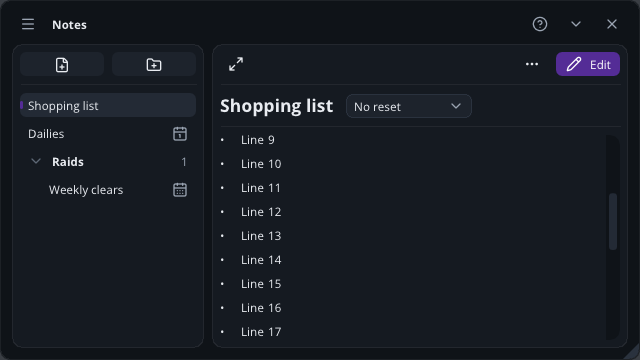 Notes
Edit
Shopping list
Dailies
1
Raids 1
Weekly clears
Shopping list
No reset
• Line 9
• Line 10
• Line 11
• Line 12
• Line 13
• Line 14
• Line 15
• Line 16
• Line 17